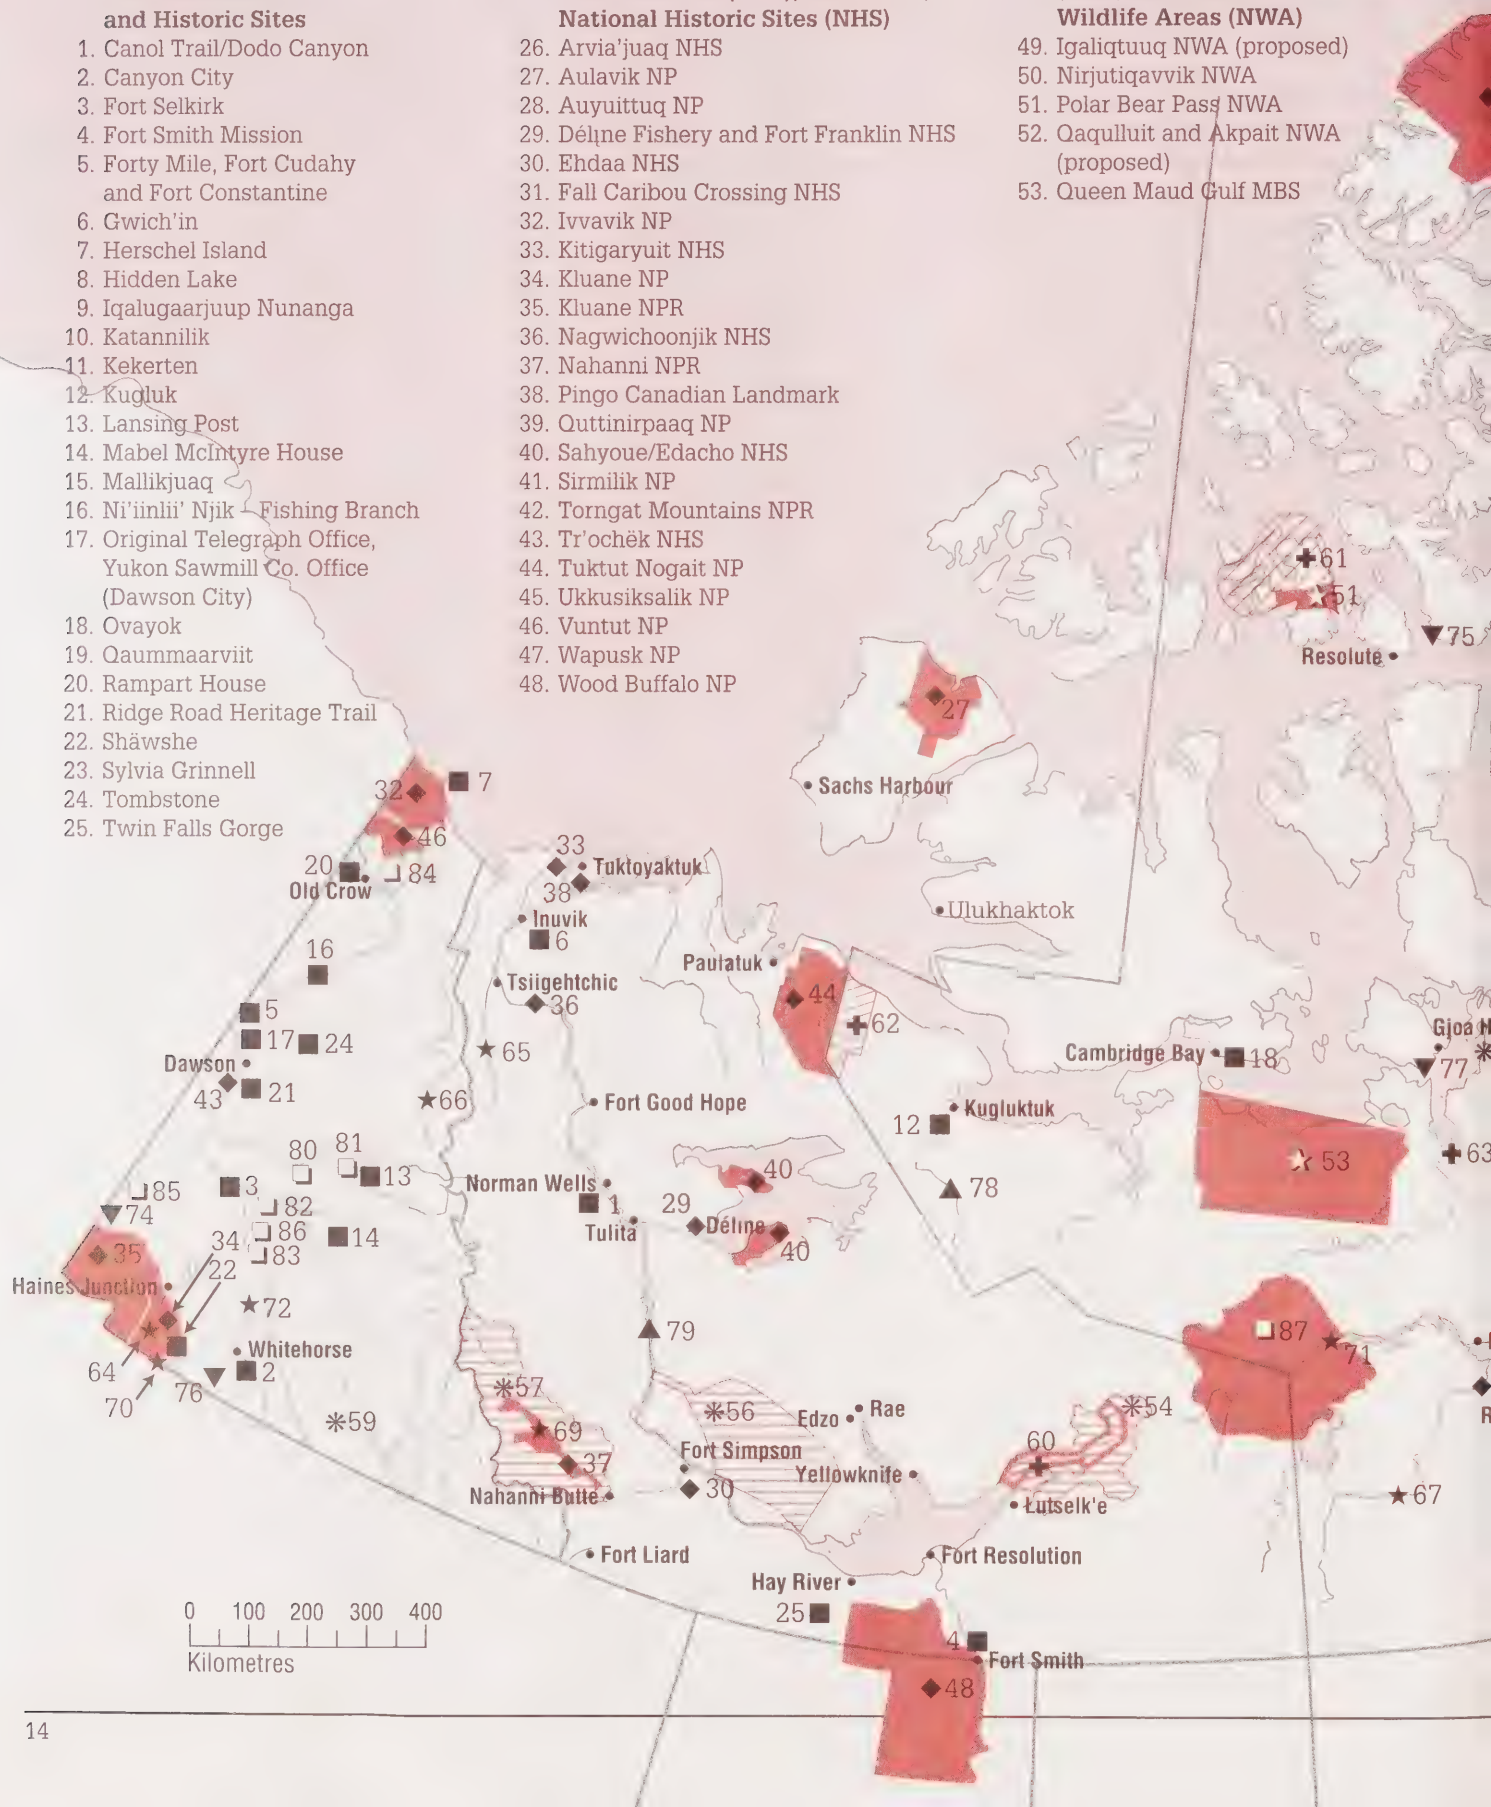 and Historic Sites
1. Canol Trail/Dodo Canyon
2. Canyon City
3. Fort Selkirk
4. Fort Smith Mission
5. Forty Mile, Fort Cudahy
and Fort Constantine
6. Gwich'in
7. Herschel Island
8. Hidden Lake
9. Iqalugaarjuup Nunanga
10. Katannilik
11. Kekerten
12. Kugluk
13. Lansing Post
14. Mabel McIntyre House
15. Mallikjuaq
16. Ni'iinlii' Njik – Fishing Branch
17. Original Telegraph Office,
Yukon Sawmill Co. Office
(Dawson City)
18. Ovayok
19. Qaummaarviit
20. Rampart House
21. Ridge Road Heritage Trail
22. Shäwshe
23. Sylvia Grinnell
24. Tombstone
25. Twin Falls Gorge
National Historic Sites (NHS)
26. Arvia'juaq NHS
27. Aulavik NP
28. Auyuittuq NP
29. Délı̨ne Fishery and Fort Franklin NHS
30. Ehdaa NHS
31. Fall Caribou Crossing NHS
32. Ivvavik NP
33. Kitigaryuit NHS
34. Kluane NP
35. Kluane NPR
36. Nagwichoonjik NHS
37. Nahanni NPR
38. Pingo Canadian Landmark
39. Quttinirpaaq NP
40. Sahyoue/Edacho NHS
41. Sirmilik NP
42. Torngat Mountains NPR
43. Tr'ochëk NHS
44. Tuktut Nogait NP
45. Ukkusiksalik NP
46. Vuntut NP
47. Wapusk NP
48. Wood Buffalo NP
Wildlife Areas (NWA)
49. Igaliqtuuq NWA (proposed)
50. Nirjutiqavvik NWA
51. Polar Bear Pass NWA
52. Qaqulluit and Akpait NWA
(proposed)
53. Queen Maud Gulf MBS
61
51
75
Resolute
27
Sachs Harbour
32
7
46
20
84
Old Crow
33
Tuktoyaktuk
38
Inuvik
6
Ulukhaktok
16
Paulatuk
Tsiigehtchic
36
44
62
5
17
24
65
Dawson
43
21
66
Gjoa H
Cambridge Bay
18
77
Fort Good Hope
Kugluktuk
12
80
81
13
85
3
82
74
Norman Wells
1
40
29
Déline
40
Tulita
78
53
63
35
34
86
14
83
22
Haines Junction
72
64
Whitehorse
2
70
76
59
79
87
71
57
56
Edzo
Rae
54
69
Fort Simpson
60
37
Yellowknife
30
Nahanni Butte
Łutselk'e
67
R
Fort Liard
Fort Resolution
Hay River
25
4
Fort Smith
48
0 100 200 300 400
Kilometres
14